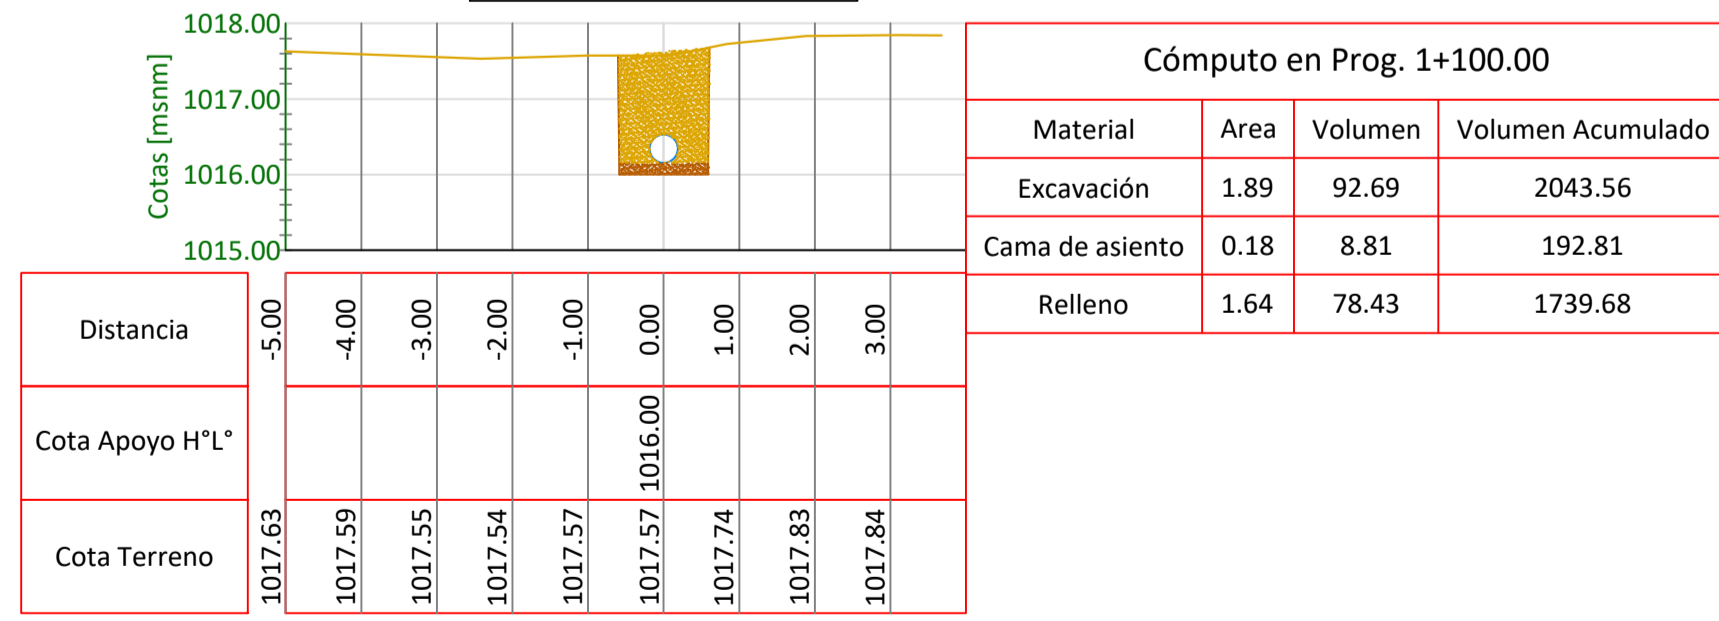 1018.00
1017.00
1016.00
1015.00
Cotas [msnm]
Cómputo en Prog. 1+100.00
Material Area Volumen Volumen Acumulado
Excavación 1.89 92.69 2043.56
Cama de asiento 0.18 8.81 192.81
Relleno 1.64 78.43 1739.68
Distancia -5.00 -4.00 -3.00 -2.00 -1.00 0.00 1.00 2.00 3.00
Cota Apoyo H°L° 1016.00
Cota Terreno 1017.63 1017.59 1017.55 1017.54 1017.57 1017.57 1017.74 1017.83 1017.84